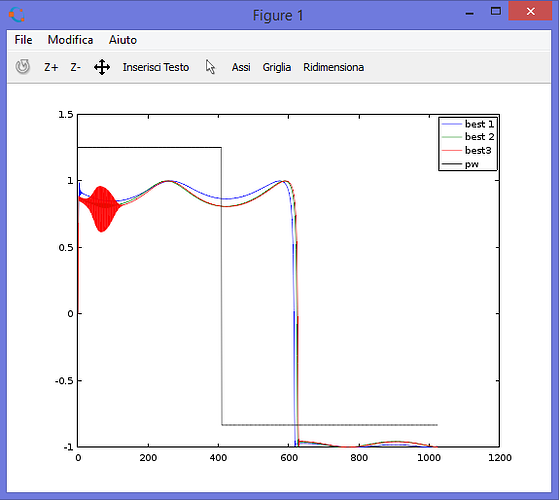 Figure 1
File Modifica Aiuto
Z+ Z- Inserisci Testo Assi Griglia Ridimensiona
1.5
1
0.5
0
-0.5
-1
0 200 400 600 800 1000 1200
best 1
best 2
best3
pw